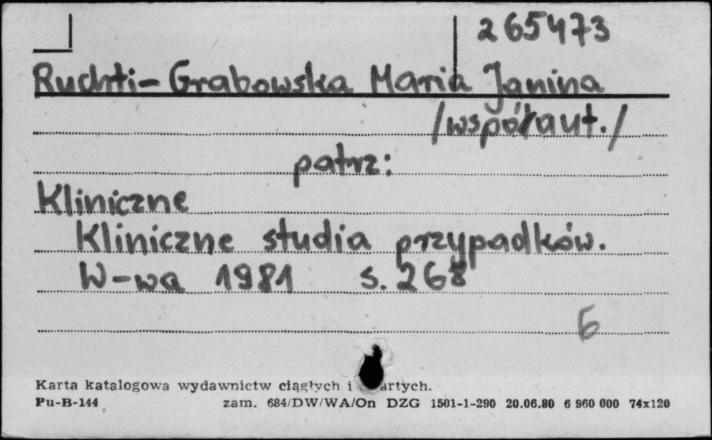 265473
Ruchti-Grabowska Maria Janina
/współaut./
patrz:
Kliniczne
Kliniczne studia przypadków.
W-wa 1981 s. 268
6
Karta katalogowa wydawnictw ciągłych i
Pu-B-144 zam. 684/DW/WA/On DZG 1501-1-290 20.06.80 6 960 000 74x120